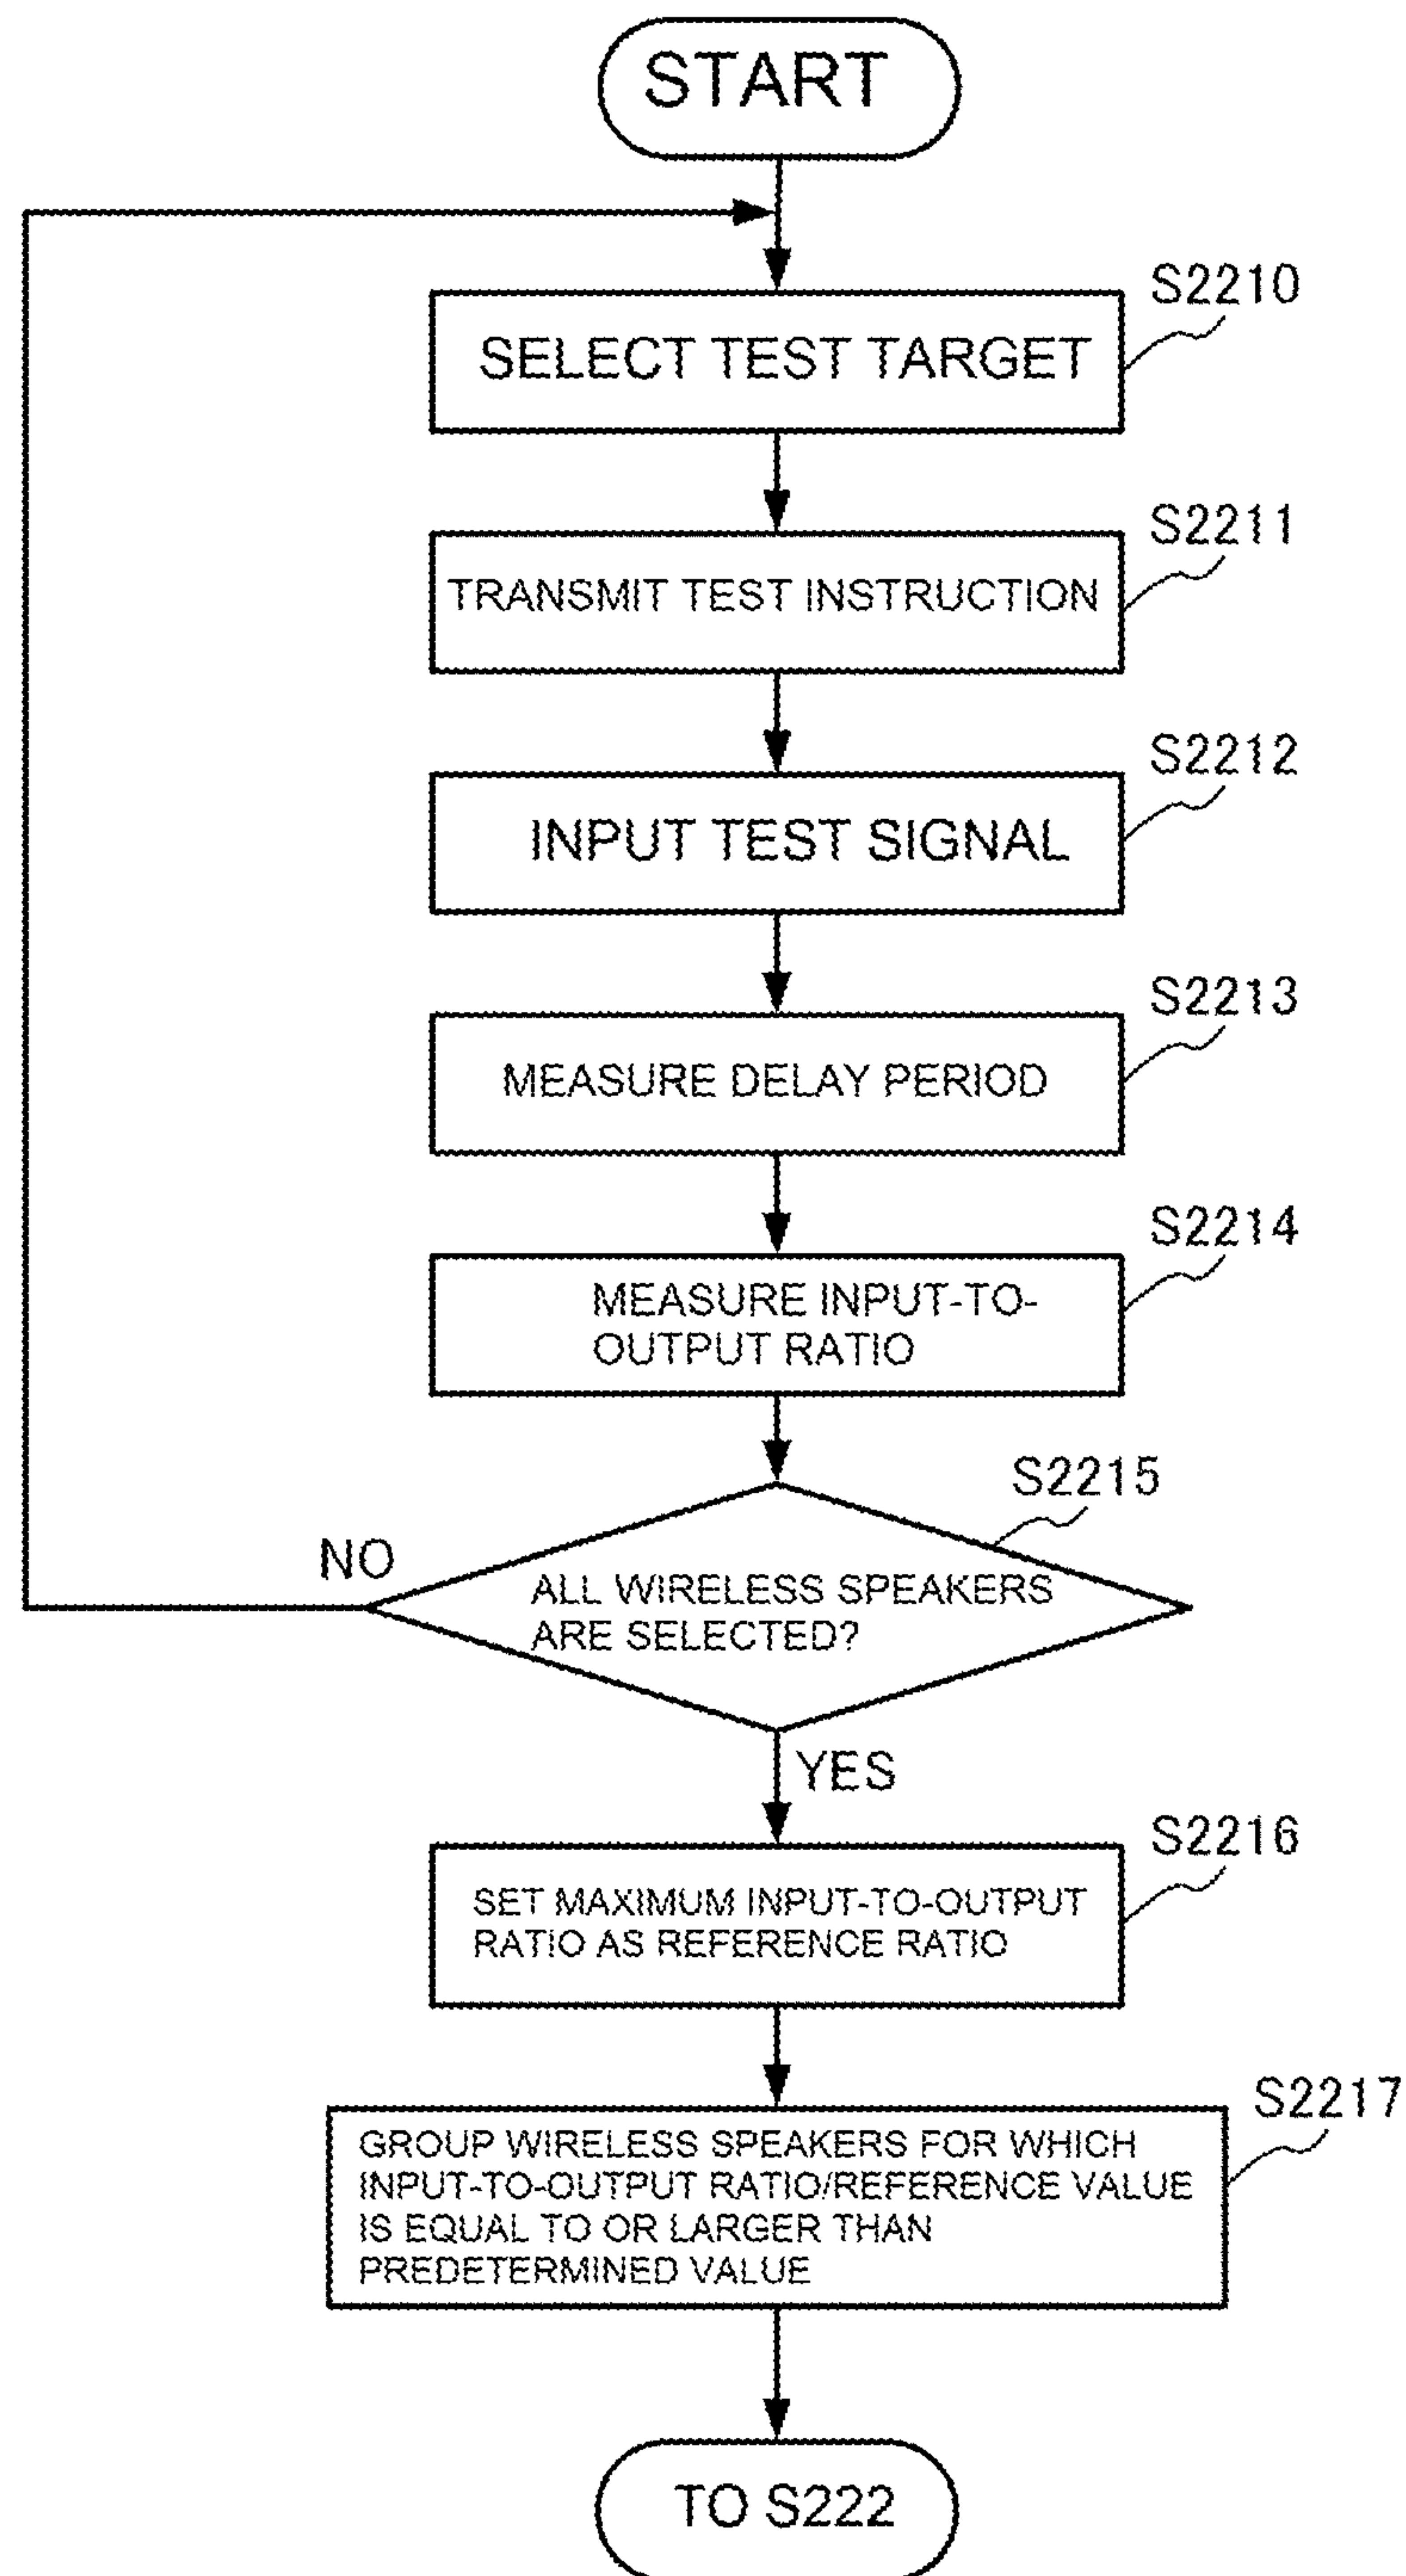 START
S2210
SELECT TEST TARGET
S2211
TRANSMIT TEST INSTRUCTION
S2212
INPUT TEST SIGNAL
S2213
MEASURE DELAY PERIOD
S2214
MEASURE INPUT-TO-
OUTPUT RATIO
S2215
NO
ALL WIRELESS SPEAKERS
ARE SELECTED?
YES
S2216
SET MAXIMUM INPUT-TO-OUTPUT
RATIO AS REFERENCE RATIO
S2217
GROUP WIRELESS SPEAKERS FOR WHICH
INPUT-TO-OUTPUT RATIO/REFERENCE VALUE
IS EQUAL TO OR LARGER THAN
PREDETERMINED VALUE
TO S222